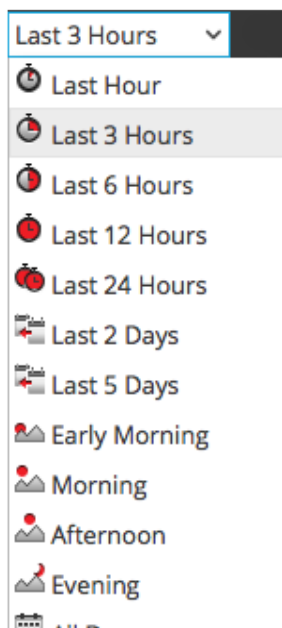 Last 3 Hours
Last Hour
Last 3 Hours
Last 6 Hours
Last 12 Hours
Last 24 Hours
Last 2 Days
Last 5 Days
Early Morning
Morning
Afternoon
Evening